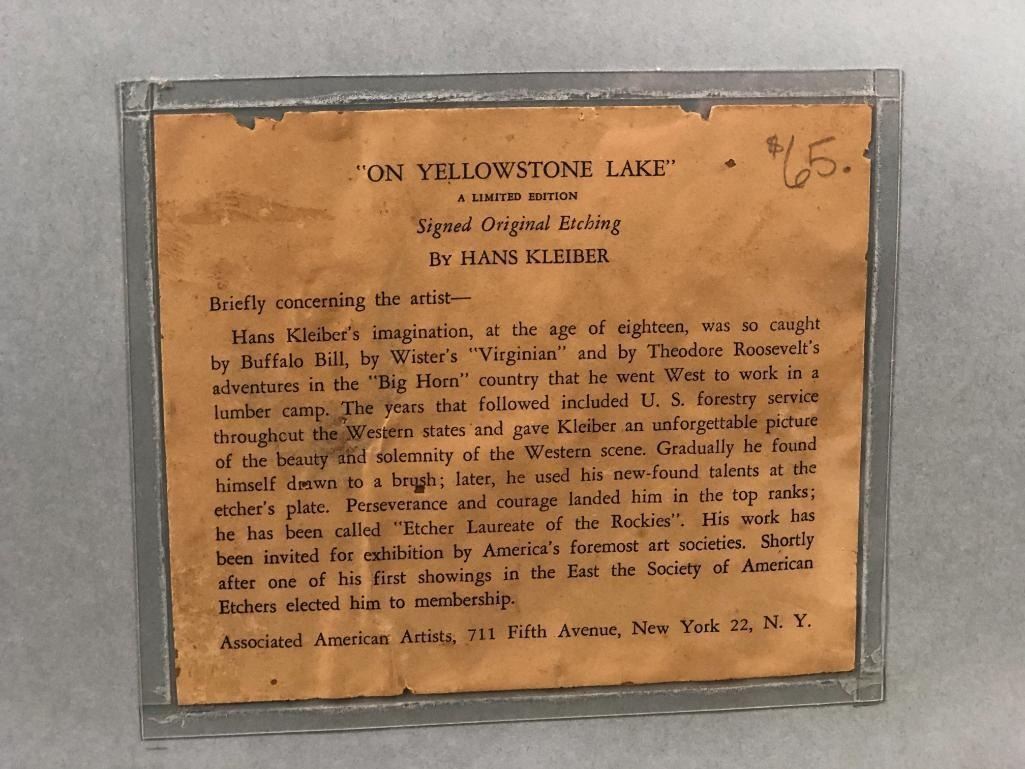 "ON YELLOWSTONE LAKE"
$65.
A LIMITED EDITION
Signed Original Etching
By HANS KLEIBER
Briefly concerning the artist—
Hans Kleiber's imagination, at the age of eighteen, was so caught
by Buffalo Bill, by Wister's "Virginian" and by Theodore Roosevelt's
adventures in the "Big Horn" country that he went West to work in a
lumber camp. The years that followed included U. S. forestry service
throughout the Western states and gave Kleiber an unforgettable picture
of the beauty and solemnity of the Western scene. Gradually he found
himself drawn to a brush; later, he used his new-found talents at the
etcher's plate. Perseverance and courage landed him in the top ranks;
he has been called "Etcher Laureate of the Rockies". His work has
been invited for exhibition by America's foremost art societies. Shortly
after one of his first showings in the East the Society of American
Etchers elected him to membership.
Associated American Artists, 711 Fifth Avenue, New York 22, N. Y.